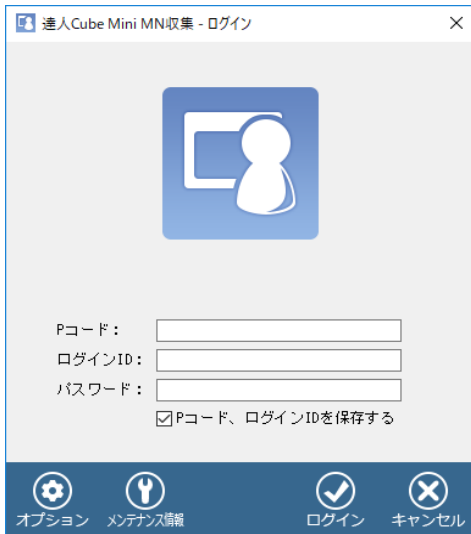 達人Cube Mini MN収集 - ログイン
Pコード：
ログインID：
パスワード：
Pコード、ログインIDを保存する
オプション メンテナンス情報 ログイン キャンセル